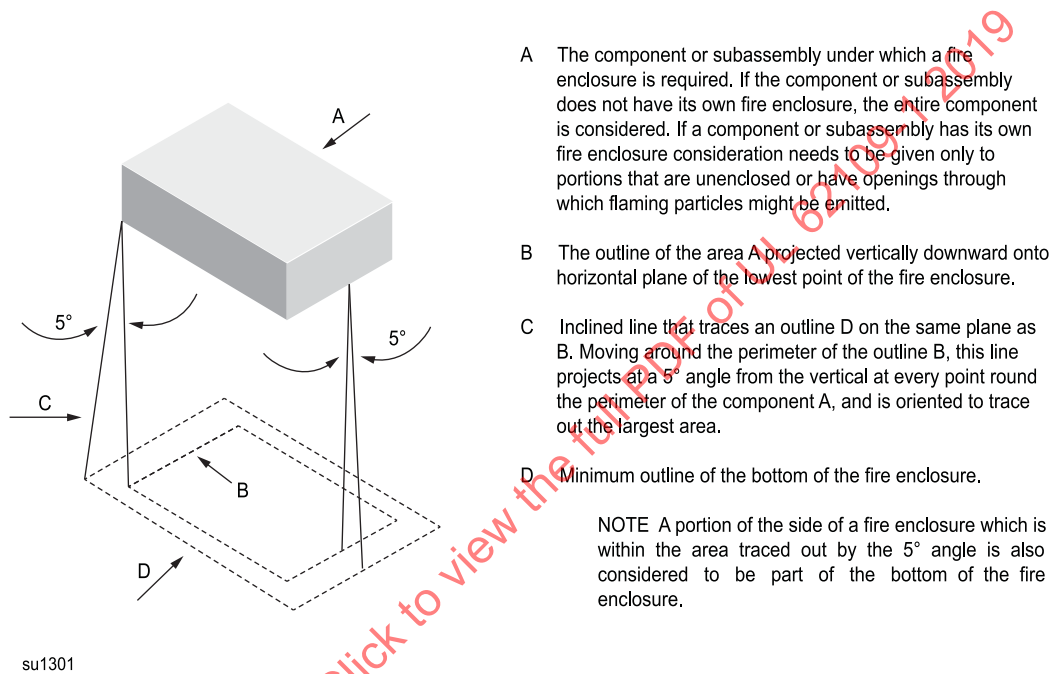 A The component or subassembly under which a fire
enclosure is required. If the component or subassembly
does not have its own fire enclosure, the entire component
is considered. If a component or subassembly has its own
fire enclosure consideration needs to be given only to
portions that are unenclosed or have openings through
which flaming particles might be emitted.
B The outline of the area A projected vertically downward onto
horizontal plane of the lowest point of the fire enclosure.
C Inclined line that traces an outline D on the same plane as
B. Moving around the perimeter of the outline B, this line
projects at a 5° angle from the vertical at every point round
the perimeter of the component A, and is oriented to trace
out the largest area.
D Minimum outline of the bottom of the fire enclosure.
NOTE A portion of the side of a fire enclosure which is
within the area traced out by the 5° angle is also
considered to be part of the bottom of the fire
enclosure.
A
5°
5°
C
B
D
su1301
Click to view the full PDF of UL 62109-1 2019